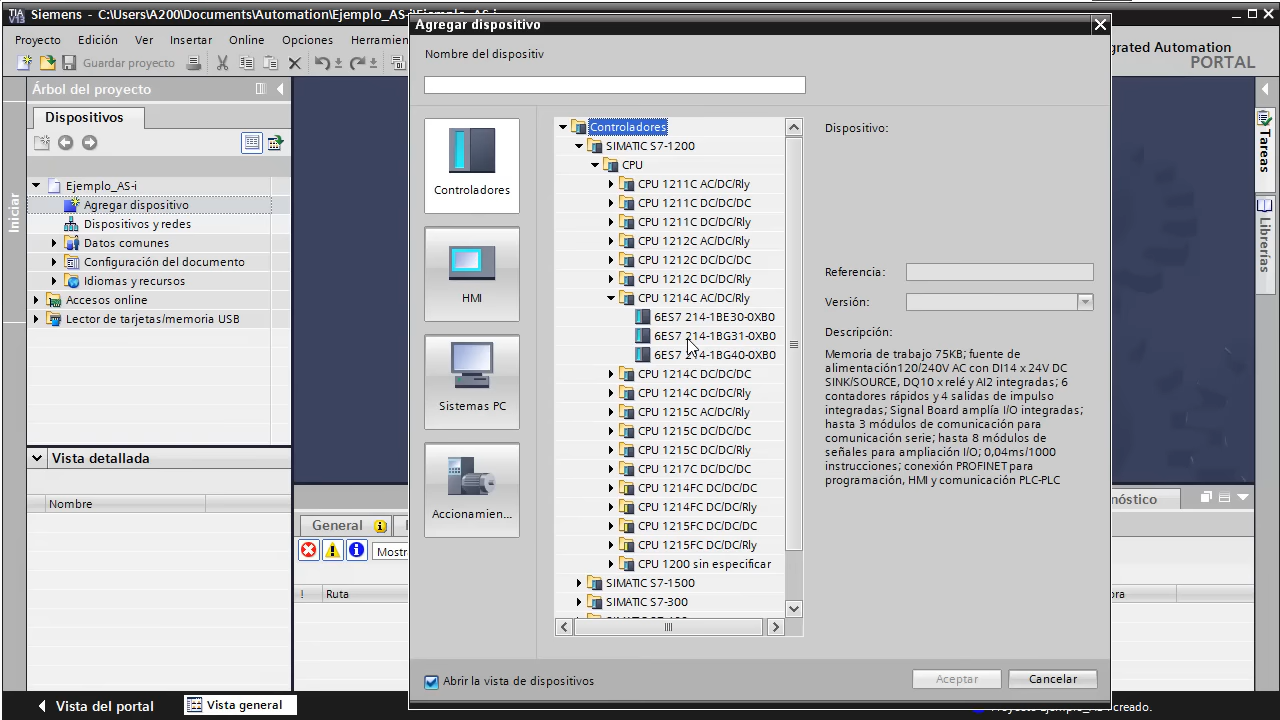 Siemens - C:\Users\A200\Documents\Automation\Ejemplo_AS-i\Ejemplo_AS-i
Proyecto Edición Ver Insertar Online Opciones Herramien
Guardar proyecto
grated Automation
PORTAL
Árbol del proyecto
Dispositivos
Iniciar
Ejemplo_AS-i
Agregar dispositivo
Dispositivos y redes
Datos comunes
Configuración del documento
Idiomas y recursos
Accesos online
Lector de tarjetas/memoria USB
Vista detallada
Nombre
Agregar dispositivo
Nombre del dispositiv
Controladores
HMI
Sistemas PC
Accionamien...
Controladores
SIMATIC S7-1200
CPU
CPU 1211C AC/DC/Rly
CPU 1211C DC/DC/DC
CPU 1211C DC/DC/Rly
CPU 1212C AC/DC/Rly
CPU 1212C DC/DC/DC
CPU 1212C DC/DC/Rly
CPU 1214C AC/DC/Rly
6ES7 214-1BE30-0XB0
6ES7 214-1BG31-0XB0
6ES7 214-1BG40-0XB0
CPU 1214C DC/DC/DC
CPU 1214C DC/DC/Rly
CPU 1215C AC/DC/Rly
CPU 1215C DC/DC/DC
CPU 1215C DC/DC/Rly
CPU 1217C DC/DC/DC
CPU 1214FC DC/DC/DC
CPU 1214FC DC/DC/Rly
CPU 1215FC DC/DC/DC
CPU 1215FC DC/DC/Rly
CPU 1200 sin especificar
SIMATIC S7-1500
SIMATIC S7-300
Dispositivo:
Referencia:
Versión:
Descripción:
Memoria de trabajo 75KB; fuente de
alimentación120/240V AC con DI14 x 24V DC
SINK/SOURCE, DQ10 x relé y AI2 integradas; 6
contadores rápidos y 4 salidas de impulso
integradas; Signal Board amplía I/O integradas;
hasta 3 módulos de comunicación para
comunicación serie; hasta 8 módulos de
señales para ampliación I/O; 0,04ms/1000
instrucciones; conexión PROFINET para
programación, HMI y comunicación PLC-PLC
Abrir la vista de dispositivos
Aceptar
Cancelar
Tareas
Librerías
General
Mostr
! Ruta
nóstico
ora
Vista del portal
Vista general
Proyecto Ejemplo_AS creado.